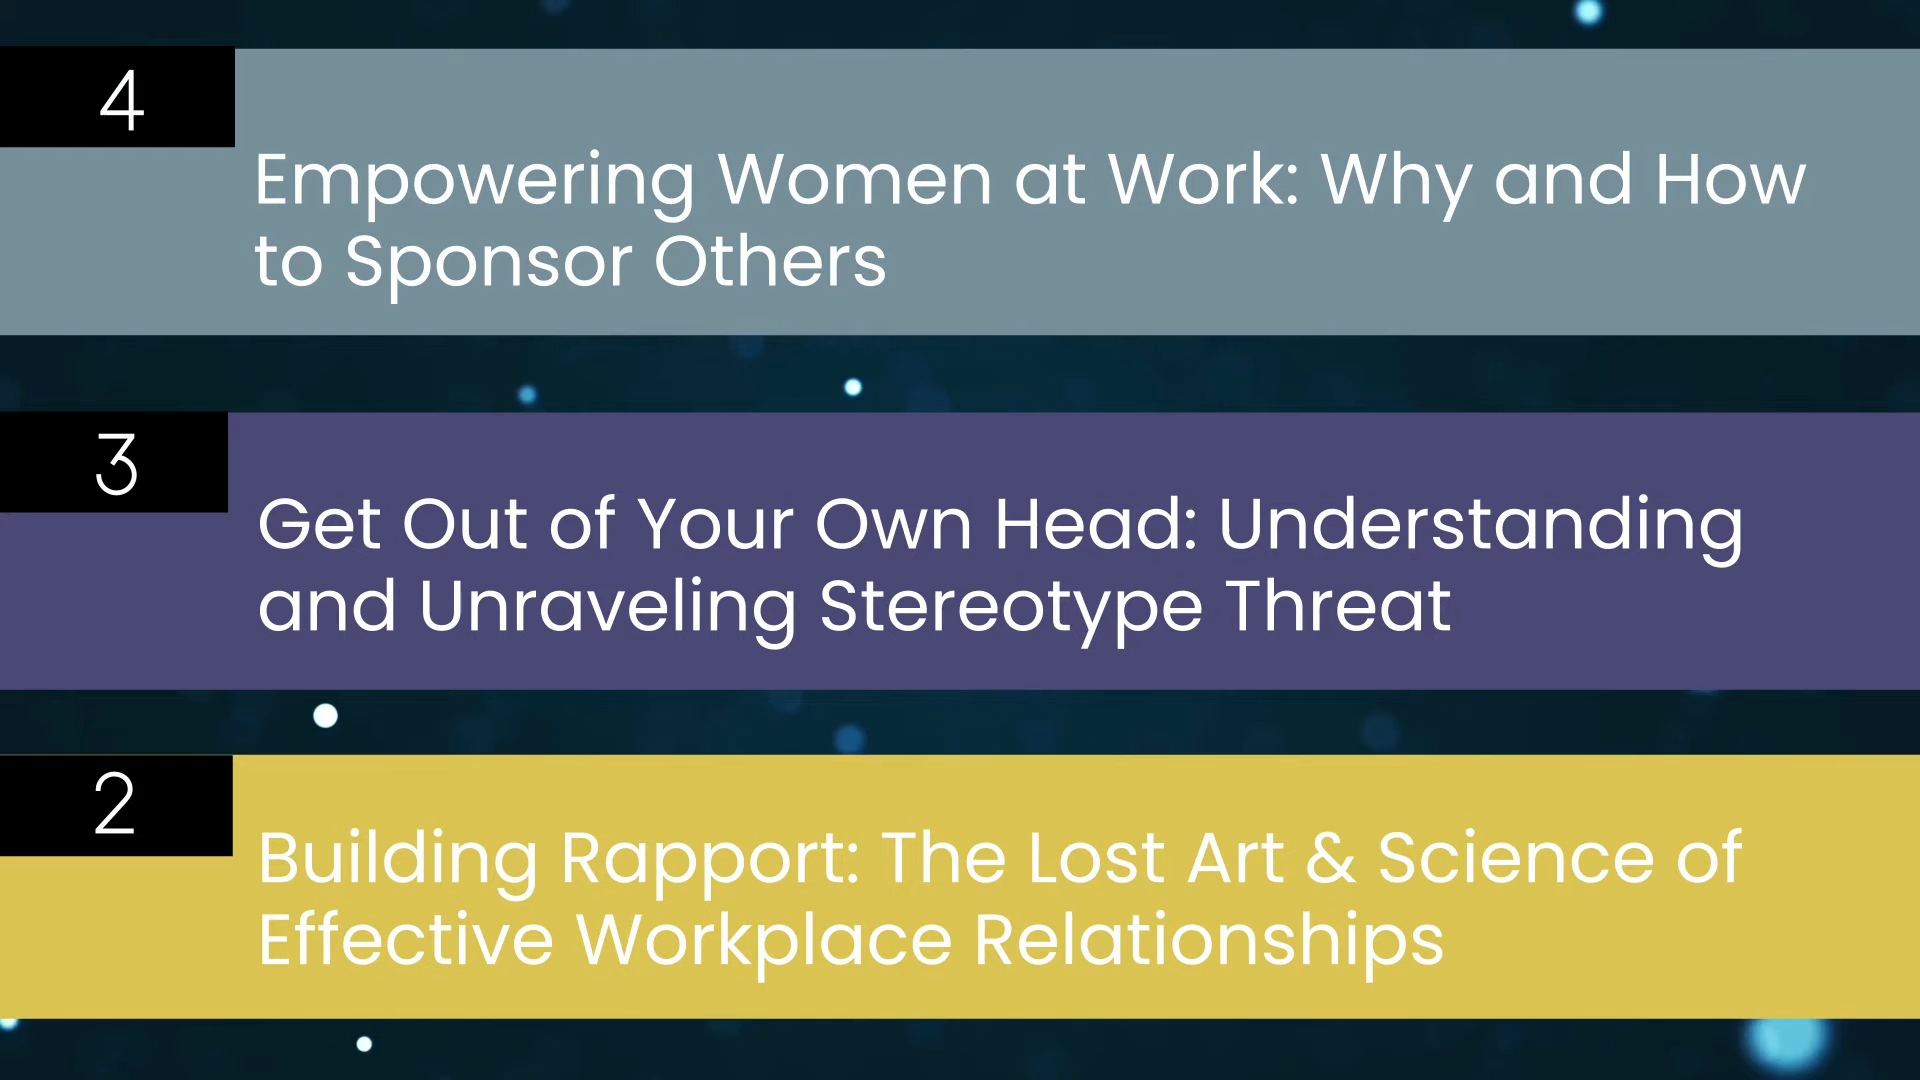 4
Empowering Women at Work: Why and How
to Sponsor Others
3
Get Out of Your Own Head: Understanding
and Unraveling Stereotype Threat
2
Building Rapport: The Lost Art & Science of
Effective Workplace Relationships